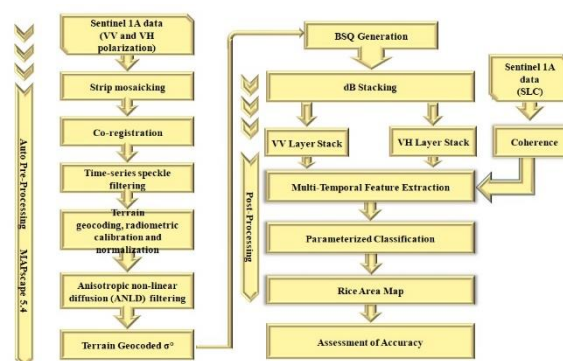 Sentinel 1A data
(VV and VH
polarization)
Strip mosaicking
Co-registration
Time-series speckle
filtering
Terrain
geocoding, radiometric
calibration and
normalization
Anisotropic non-linear
diffusion (ANLD) filtering
Terrain Geocoded σ°
Auto Pre-Processing MAPscape 5.4
BSQ Generation
dB Stacking
VV Layer Stack
VH Layer Stack
Sentinel 1A
data
(SLC)
Coherence
Multi-Temporal Feature Extraction
Parameterized Classification
Rice Area Map
Assessment of Accuracy
Post-Processing